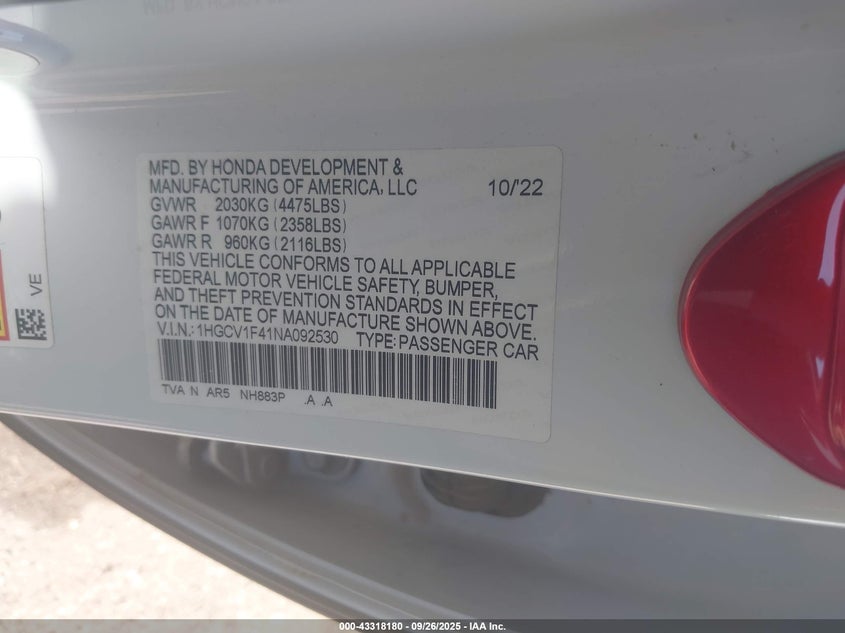 MFD. BY HONDA DEVELOPMENT &
MANUFACTURING OF AMERICA, LLC 10/'22
GVWR 2030KG (4475LBS)
GAWR F 1070KG (2358LBS)
GAWR R 960KG (2116LBS)
THIS VEHICLE CONFORMS TO ALL APPLICABLE
FEDERAL MOTOR VEHICLE SAFETY, BUMPER,
AND THEFT PREVENTION STANDARDS IN EFFECT
ON THE DATE OF MANUFACTURE SHOWN ABOVE.
V.I.N.:1HGCV1F41NA092530 TYPE:PASSENGER CAR
TVA N AR5 NH883P .A .A
VE
000-43318180 - 09/26/2025 - IAA Inc.